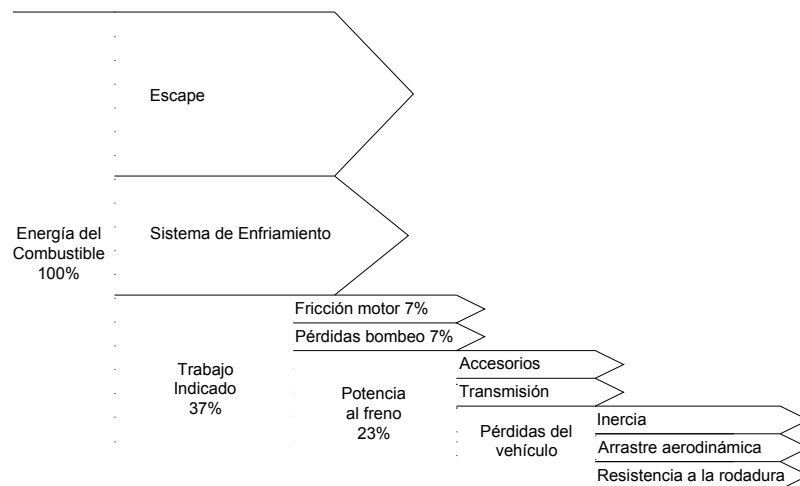 Escape
Energía del
Combustible
100%
Sistema de Enfriamiento
Fricción motor 7%
Pérdidas bombeo 7%
Trabajo
Indicado
37%
Accesorios
Transmisión
Potencia
al freno
23%
Pérdidas del
vehículo
Inercia
Arrastre aerodinámica
Resistencia a la rodadura